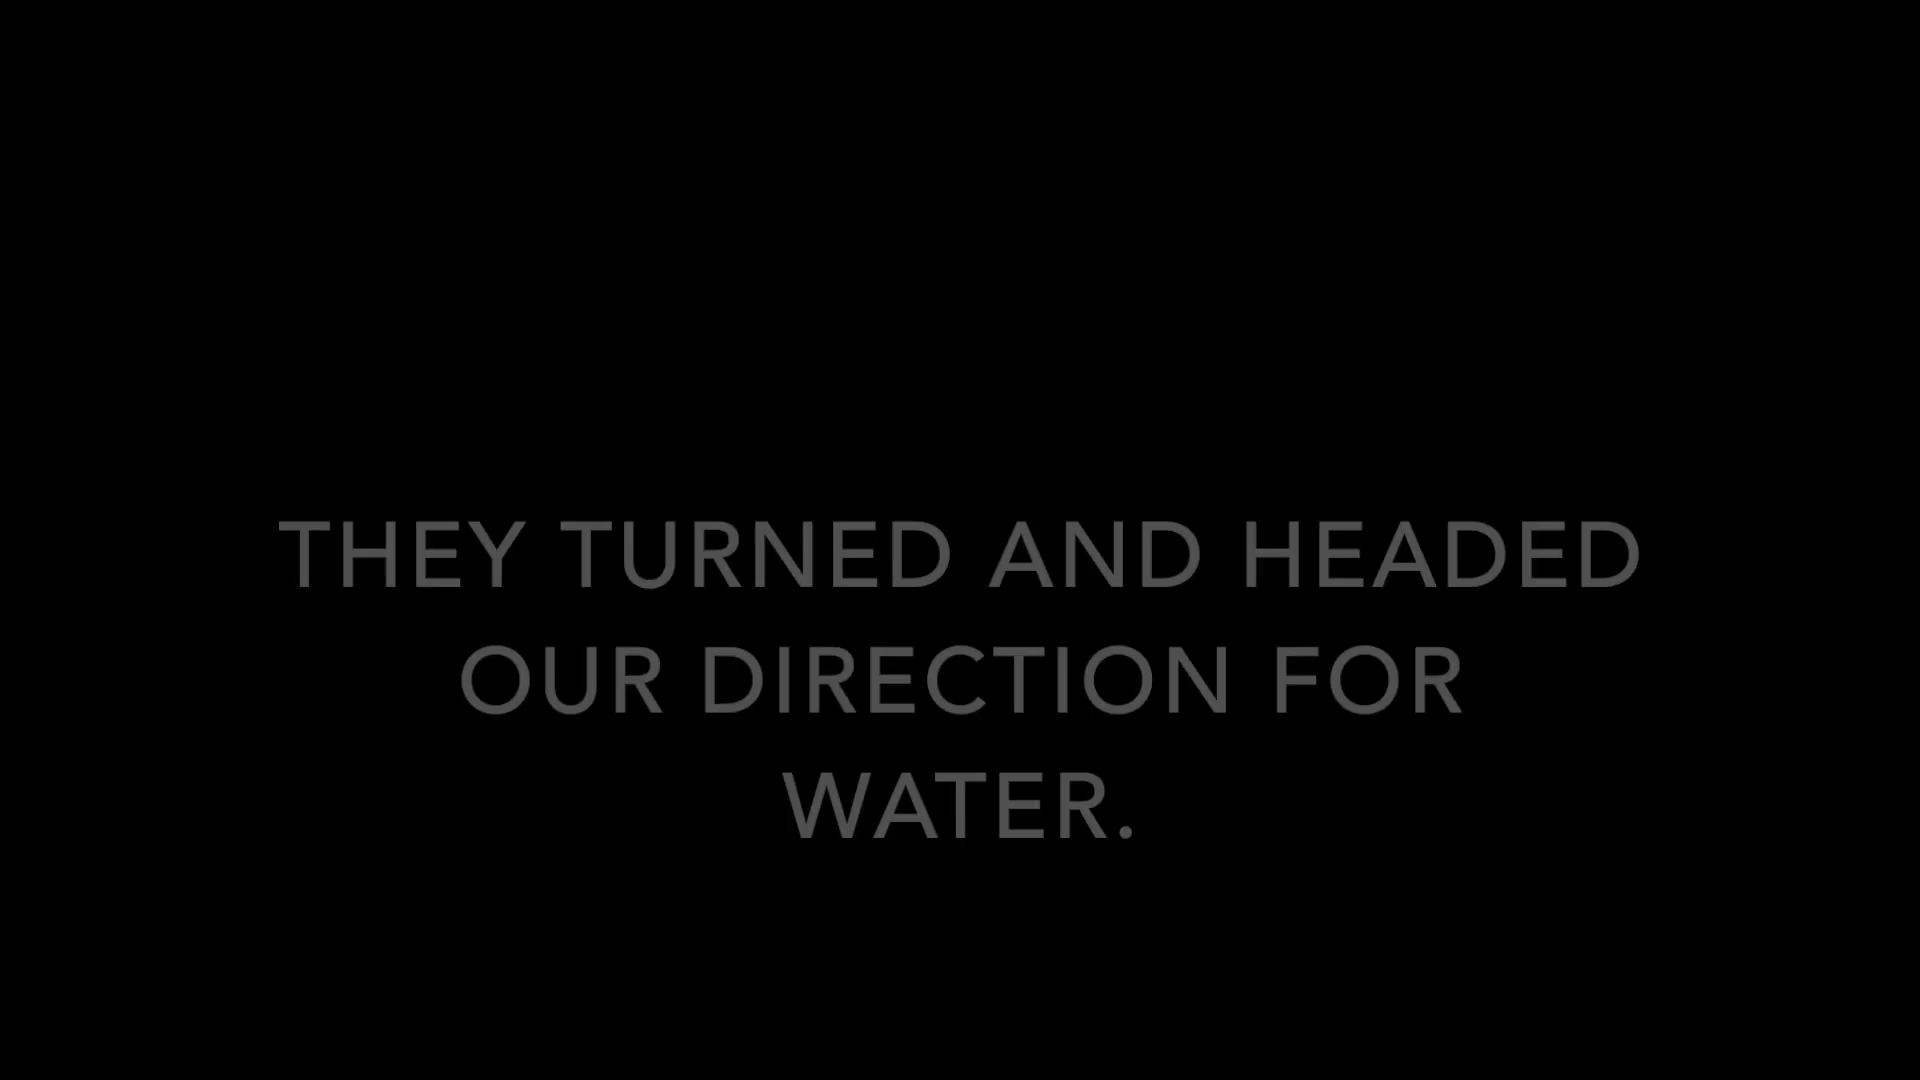 THEY TURNED AND HEADED
OUR DIRECTION FOR
WATER.